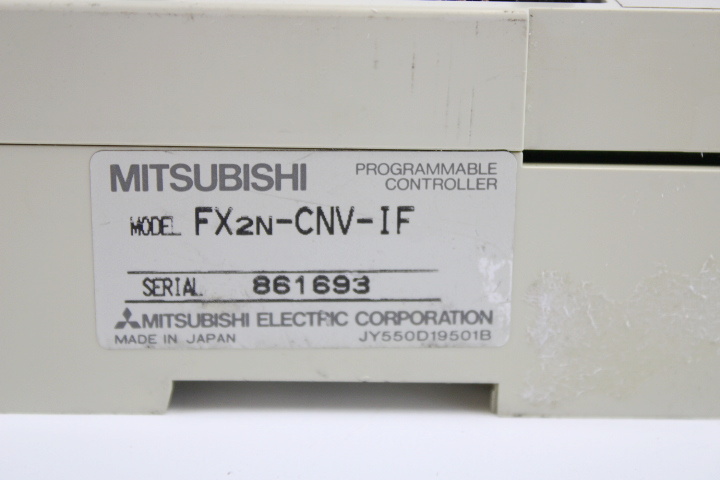 MITSUBISHI PROGRAMMABLE CONTROLLER
MODEL FX2N-CNV-IF
SERIAL 861693
MITSUBISHI ELECTRIC CORPORATION
MADE IN JAPAN JY550D19501B